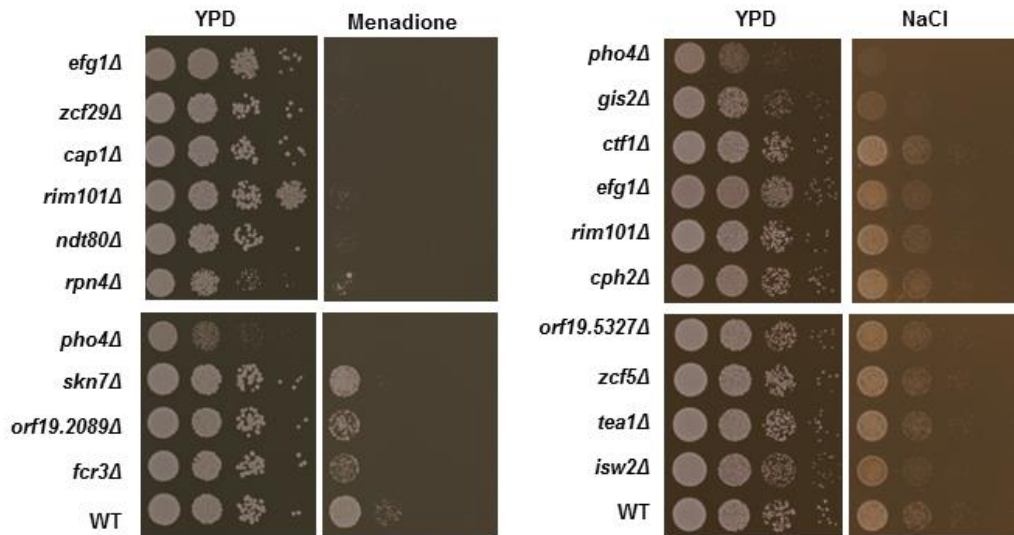 YPD Menadione
efg1Δ
zcf29Δ
cap1Δ
rim101Δ
ndt80Δ
rpn4Δ
pho4Δ
skn7Δ
orf19.2089Δ
fcr3Δ
WT
YPD NaCl
pho4Δ
gis2Δ
ctf1Δ
efg1Δ
rim101Δ
cph2Δ
orf19.5327Δ
zcf5Δ
tea1Δ
isw2Δ
WT